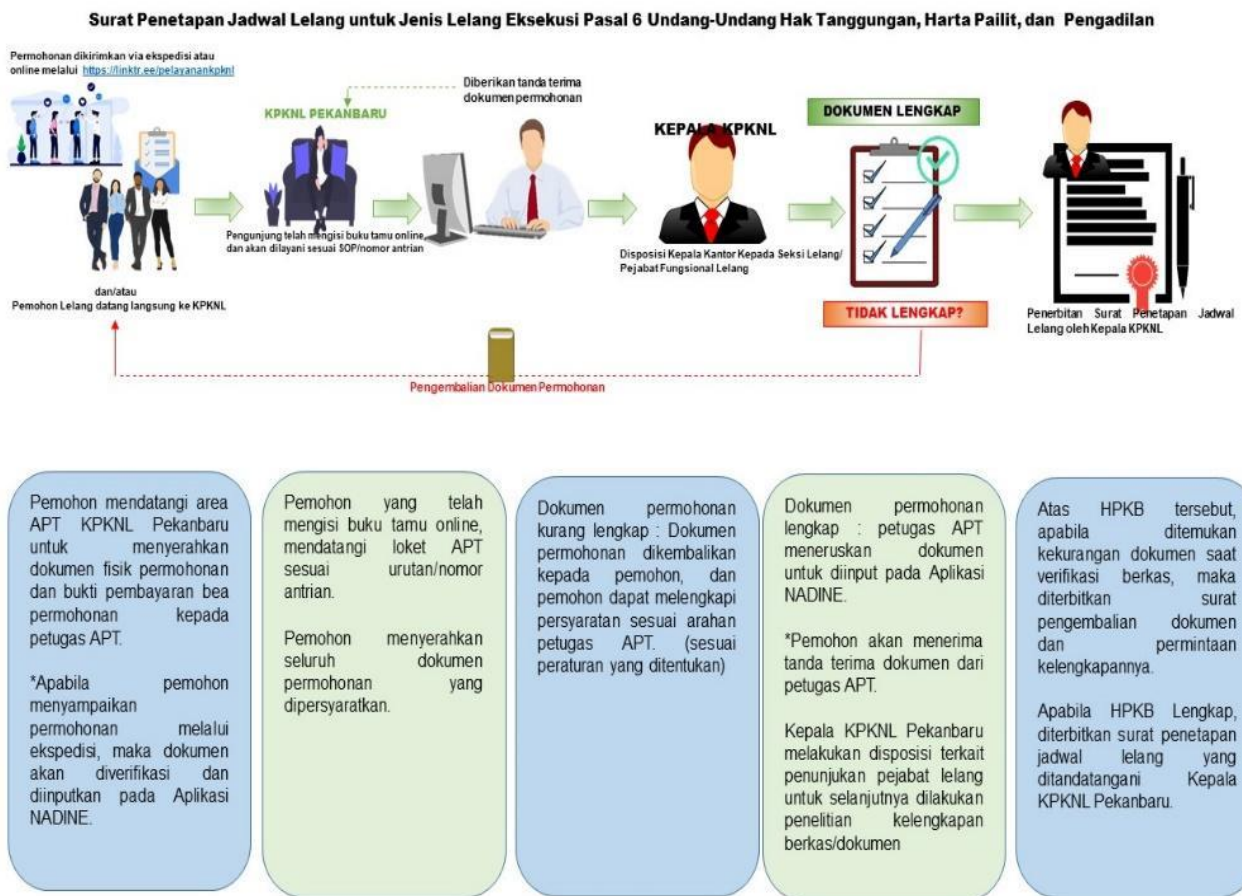 Surat Penetapan Jadwal Lelang untuk Jenis Lelang Eksekusi Pasal 6 Undang-Undang Hak Tanggungan, Harta Pailit, dan Pengadilan
Permohonan dikirimkan via ekspedisi atau
online melalui https://linktr.ee/pelayanankpknl
dan/atau
Pemohon Lelang datang langsung ke KPKNL
KPKNL PEKANBARU
Pengunjung telah mengisi buku tamu online,
dan akan dilayani sesuai SOP/nomor antrian
Diberikan tanda terima
dokumen permohonan
KEPALA KPKNL
Disposisi Kepala Kantor Kepada Seksi Lelang/
Pejabat Fungsional Lelang
DOKUMEN LENGKAP
TIDAK LENGKAP?
Penerbitan Surat Penetapan Jadwal
Lelang oleh Kepala KPKNL
Pengembalian Dokumen Permohonan
Pemohon mendatangi area
APT KPKNL Pekanbaru
untuk menyerahkan
dokumen fisik permohonan
dan bukti pembayaran bea
permohonan kepada
petugas APT.
*Apabila pemohon
menyampaikan
permohonan melalui
ekspedisi, maka dokumen
akan diverifikasi dan
diinputkan pada Aplikasi
NADINE.
Pemohon yang telah
mengisi buku tamu online,
mendatangi loket APT
sesuai urutan/nomor
antrian.
Pemohon menyerahkan
seluruh dokumen
permohonan yang
dipersyaratkan.
Dokumen permohonan
kurang lengkap : Dokumen
permohonan dikembalikan
kepada pemohon, dan
pemohon dapat melengkapi
persyaratan sesuai arahan
petugas APT. (sesuai
peraturan yang ditentukan)
Dokumen permohonan
lengkap : petugas APT
meneruskan dokumen
untuk diinput pada Aplikasi
NADINE.
*Pemohon akan menerima
tanda terima dokumen dari
petugas APT.
Kepala KPKNL Pekanbaru
melakukan disposisi terkait
penunjukan pejabat lelang
untuk selanjutnya dilakukan
penelitian kelengkapan
berkas/dokumen
Atas HPKB tersebut,
apabila ditemukan
kekurangan dokumen saat
verifikasi berkas, maka
diterbitkan surat
pengembalian dokumen
dan permintaan
kelengkapannya.
Apabila HPKB Lengkap,
diterbitkan surat penetapan
jadwal lelang yang
ditandatangani Kepala
KPKNL Pekanbaru.